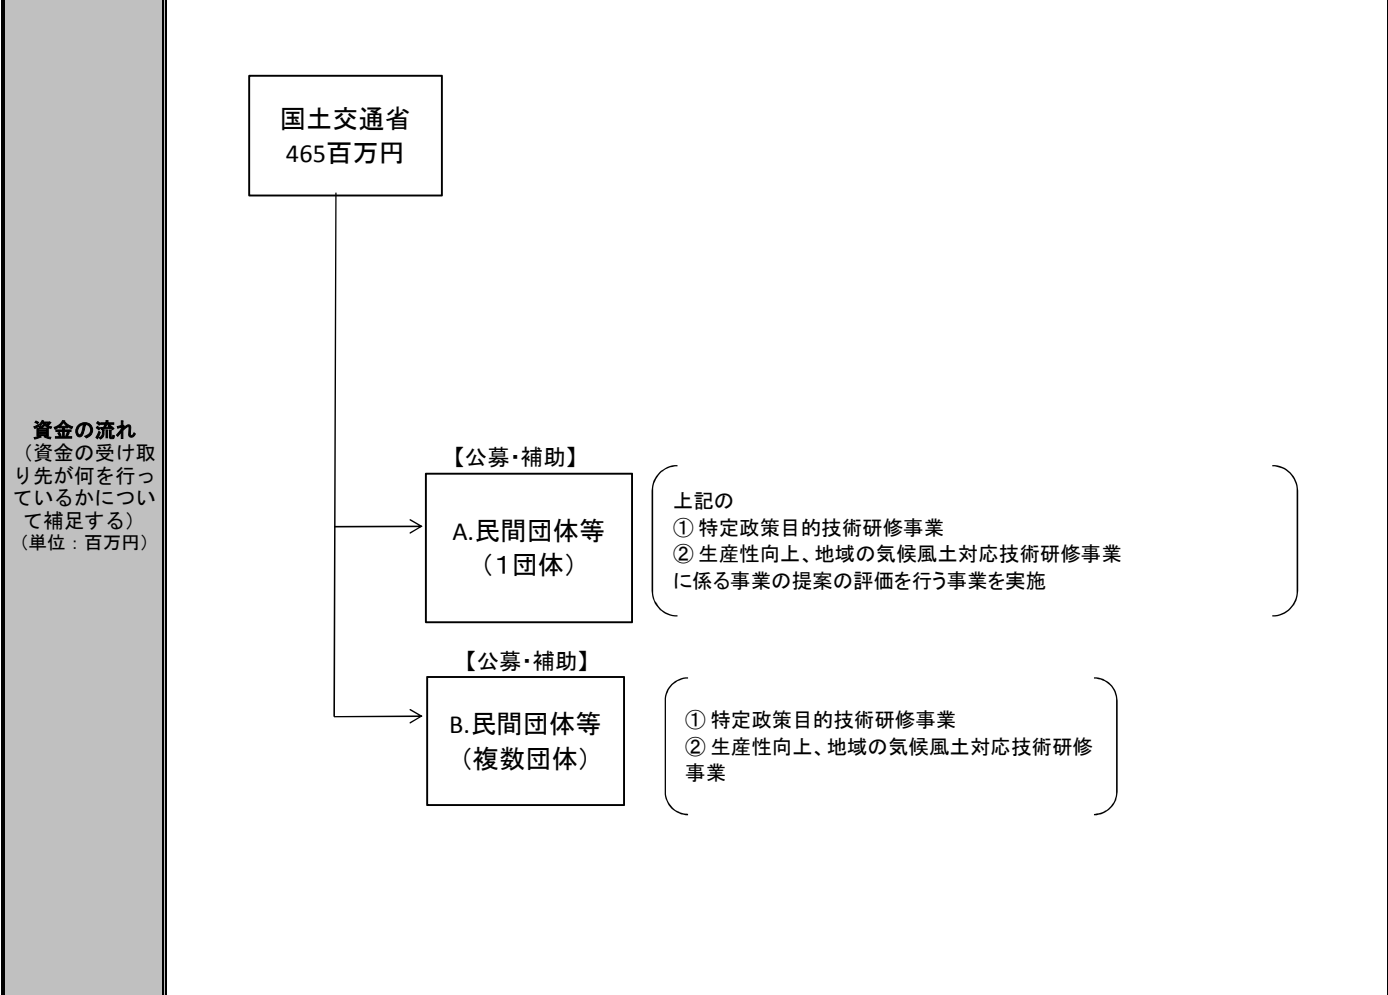 資金の流れ
（資金の受け取
り先が何を行っ
ているかについ
て補足する）
（単位：百万円）
国土交通省
465百万円
【公募・補助】
A.民間団体等
（１団体）
上記の
① 特定政策目的技術研修事業
② 生産性向上、地域の気候風土対応技術研修事業
に係る事業の提案の評価を行う事業を実施
【公募・補助】
B.民間団体等
（複数団体）
① 特定政策目的技術研修事業
② 生産性向上、地域の気候風土対応技術研修
事業